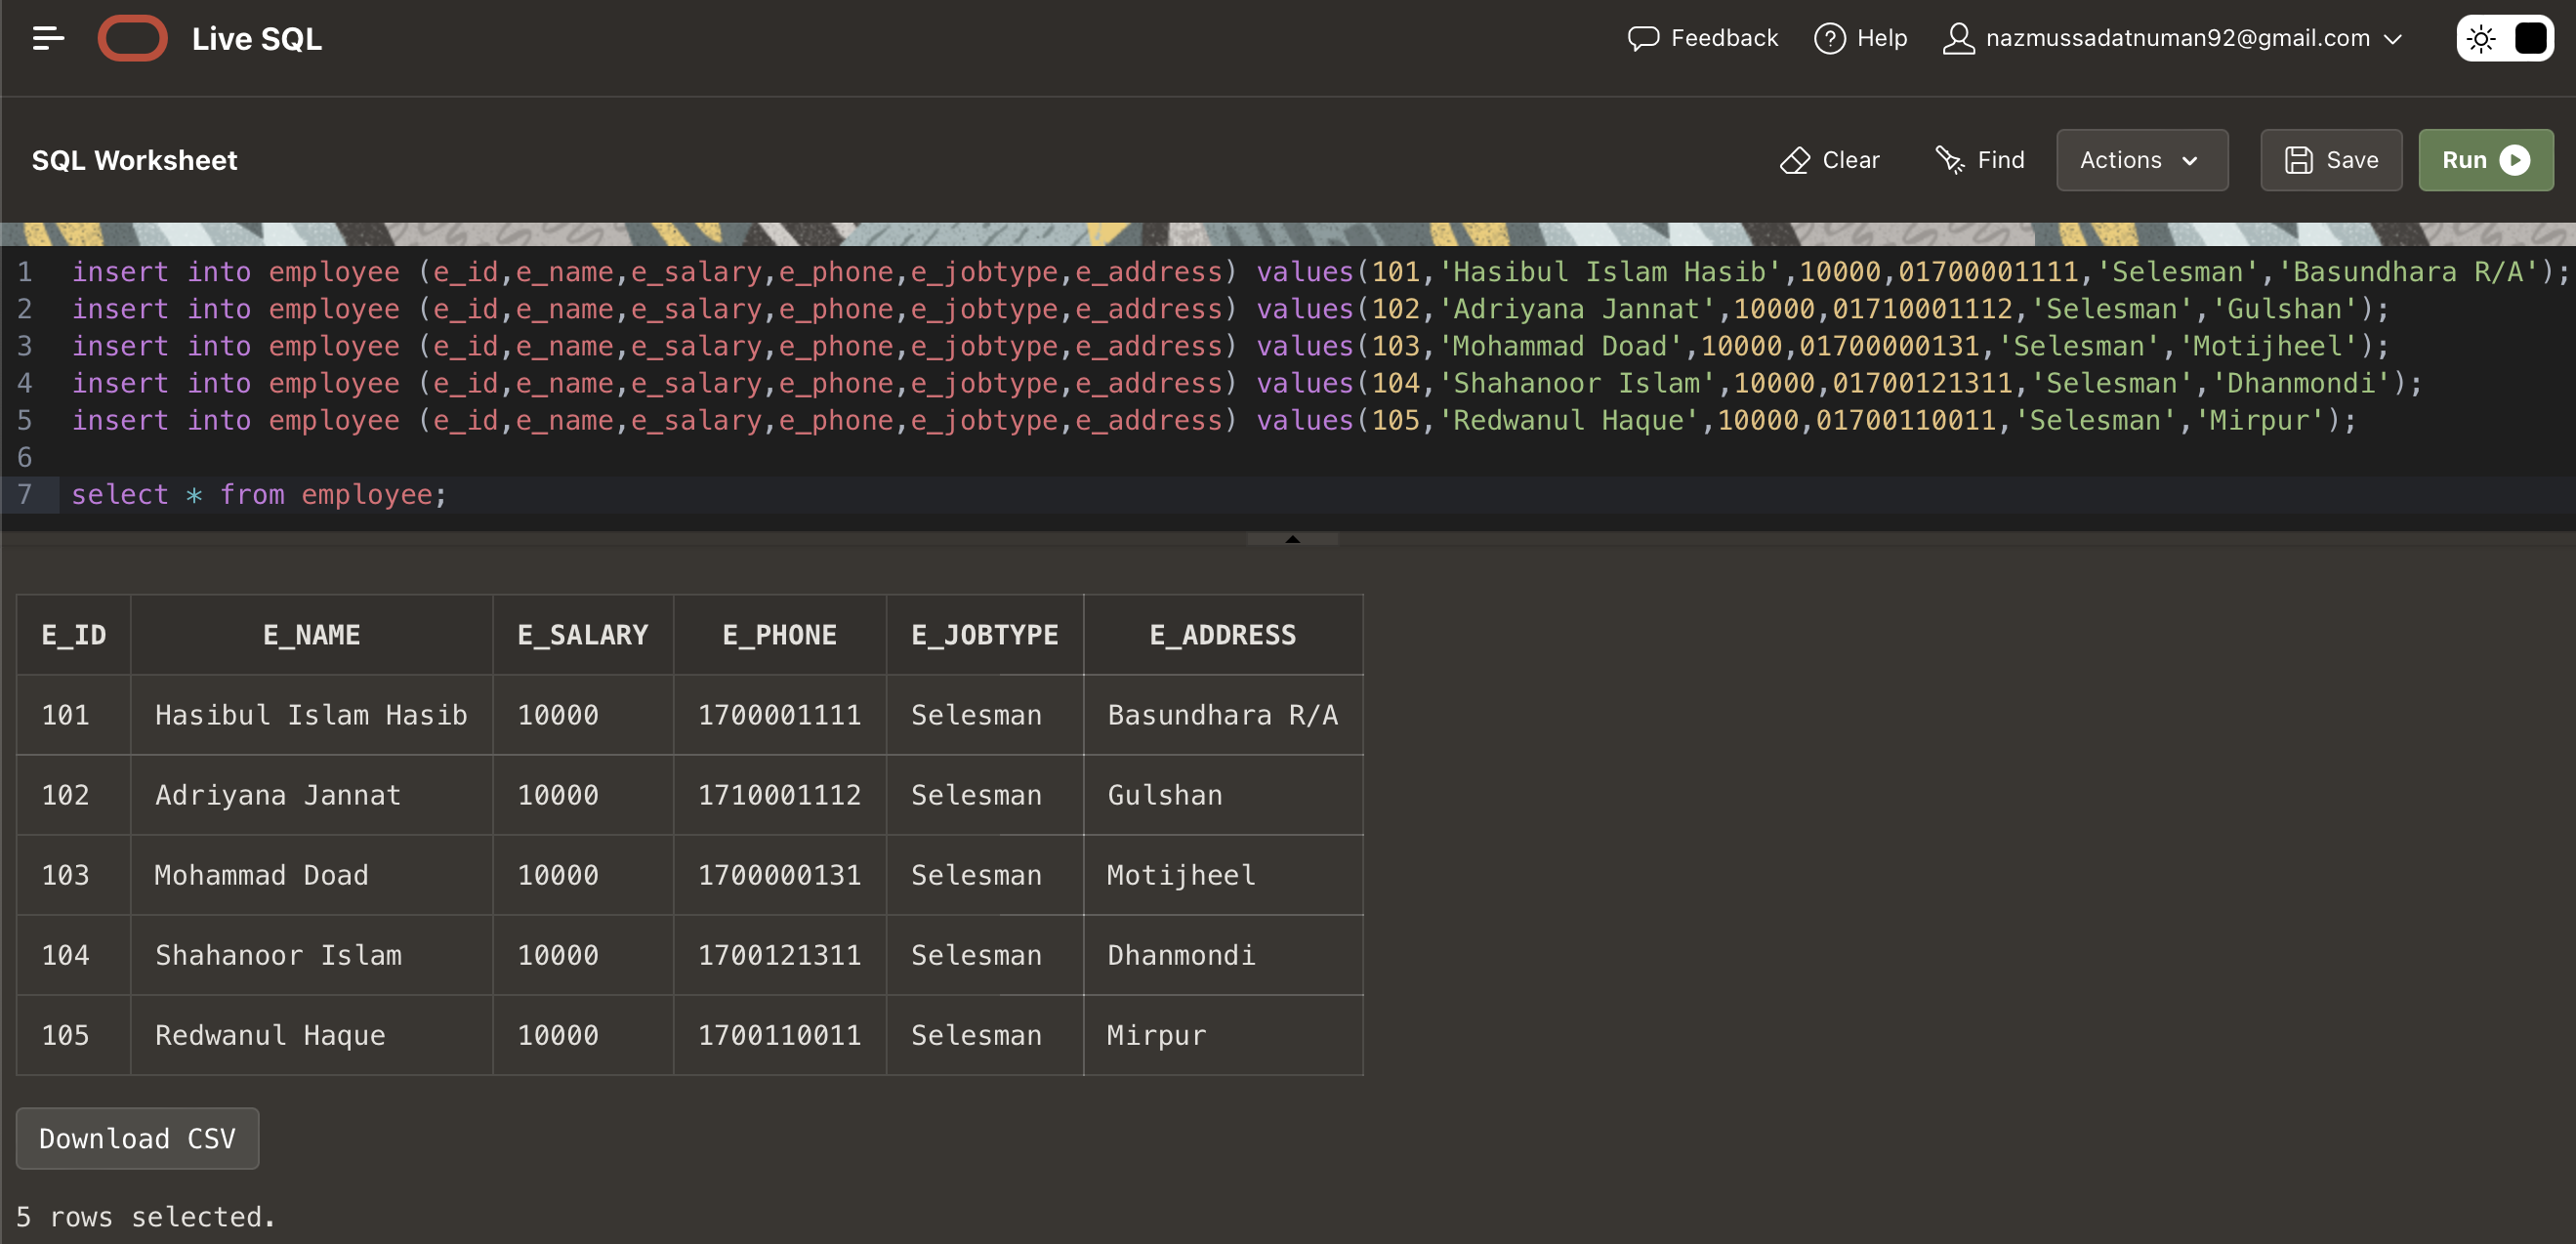 Live SQL Feedback Help nazmussadatnuman92@gmail.com
SQL Worksheet Clear Find Actions Save Run
1 insert into employee (e_id,e_name,e_salary,e_phone,e_jobtype,e_address) values(101,'Hasibul Islam Hasib',10000,01700001111,'Selesman','Basundhara R/A');
2 insert into employee (e_id,e_name,e_salary,e_phone,e_jobtype,e_address) values(102,'Adriyana Jannat',10000,01710001112,'Selesman','Gulshan');
3 insert into employee (e_id,e_name,e_salary,e_phone,e_jobtype,e_address) values(103,'Mohammad Doad',10000,01700000131,'Selesman','Motijheel');
4 insert into employee (e_id,e_name,e_salary,e_phone,e_jobtype,e_address) values(104,'Shahanoor Islam',10000,01700121311,'Selesman','Dhanmondi');
5 insert into employee (e_id,e_name,e_salary,e_phone,e_jobtype,e_address) values(105,'Redwanul Haque',10000,01700110011,'Selesman','Mirpur');
6
7 select * from employee;
E_ID E_NAME E_SALARY E_PHONE E_JOBTYPE E_ADDRESS
101 Hasibul Islam Hasib 10000 1700001111 Selesman Basundhara R/A
102 Adriyana Jannat 10000 1710001112 Selesman Gulshan
103 Mohammad Doad 10000 1700000131 Selesman Motijheel
104 Shahanoor Islam 10000 1700121311 Selesman Dhanmondi
105 Redwanul Haque 10000 1700110011 Selesman Mirpur
Download CSV
5 rows selected.